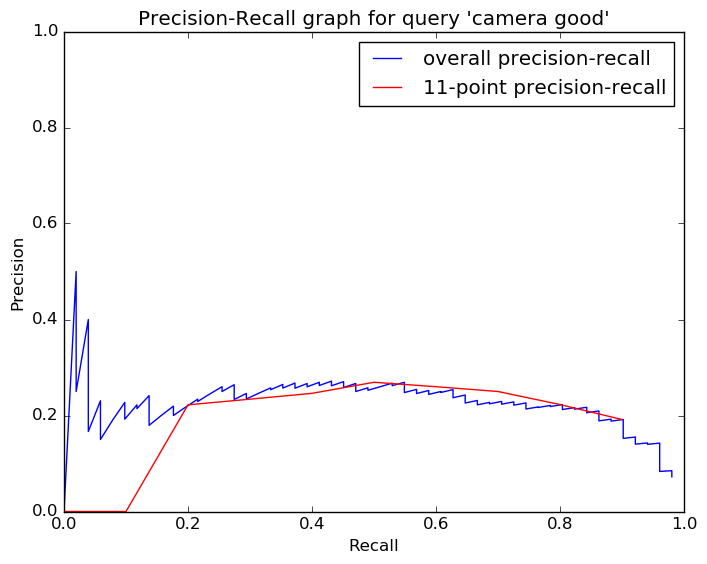 Precision-Recall graph for query 'camera good'
overall precision-recall
11-point precision-recall
1.0
0.8
0.6
0.4
0.2
0.0
Precision
0.0 0.2 0.4 0.6 0.8 1.0
Recall